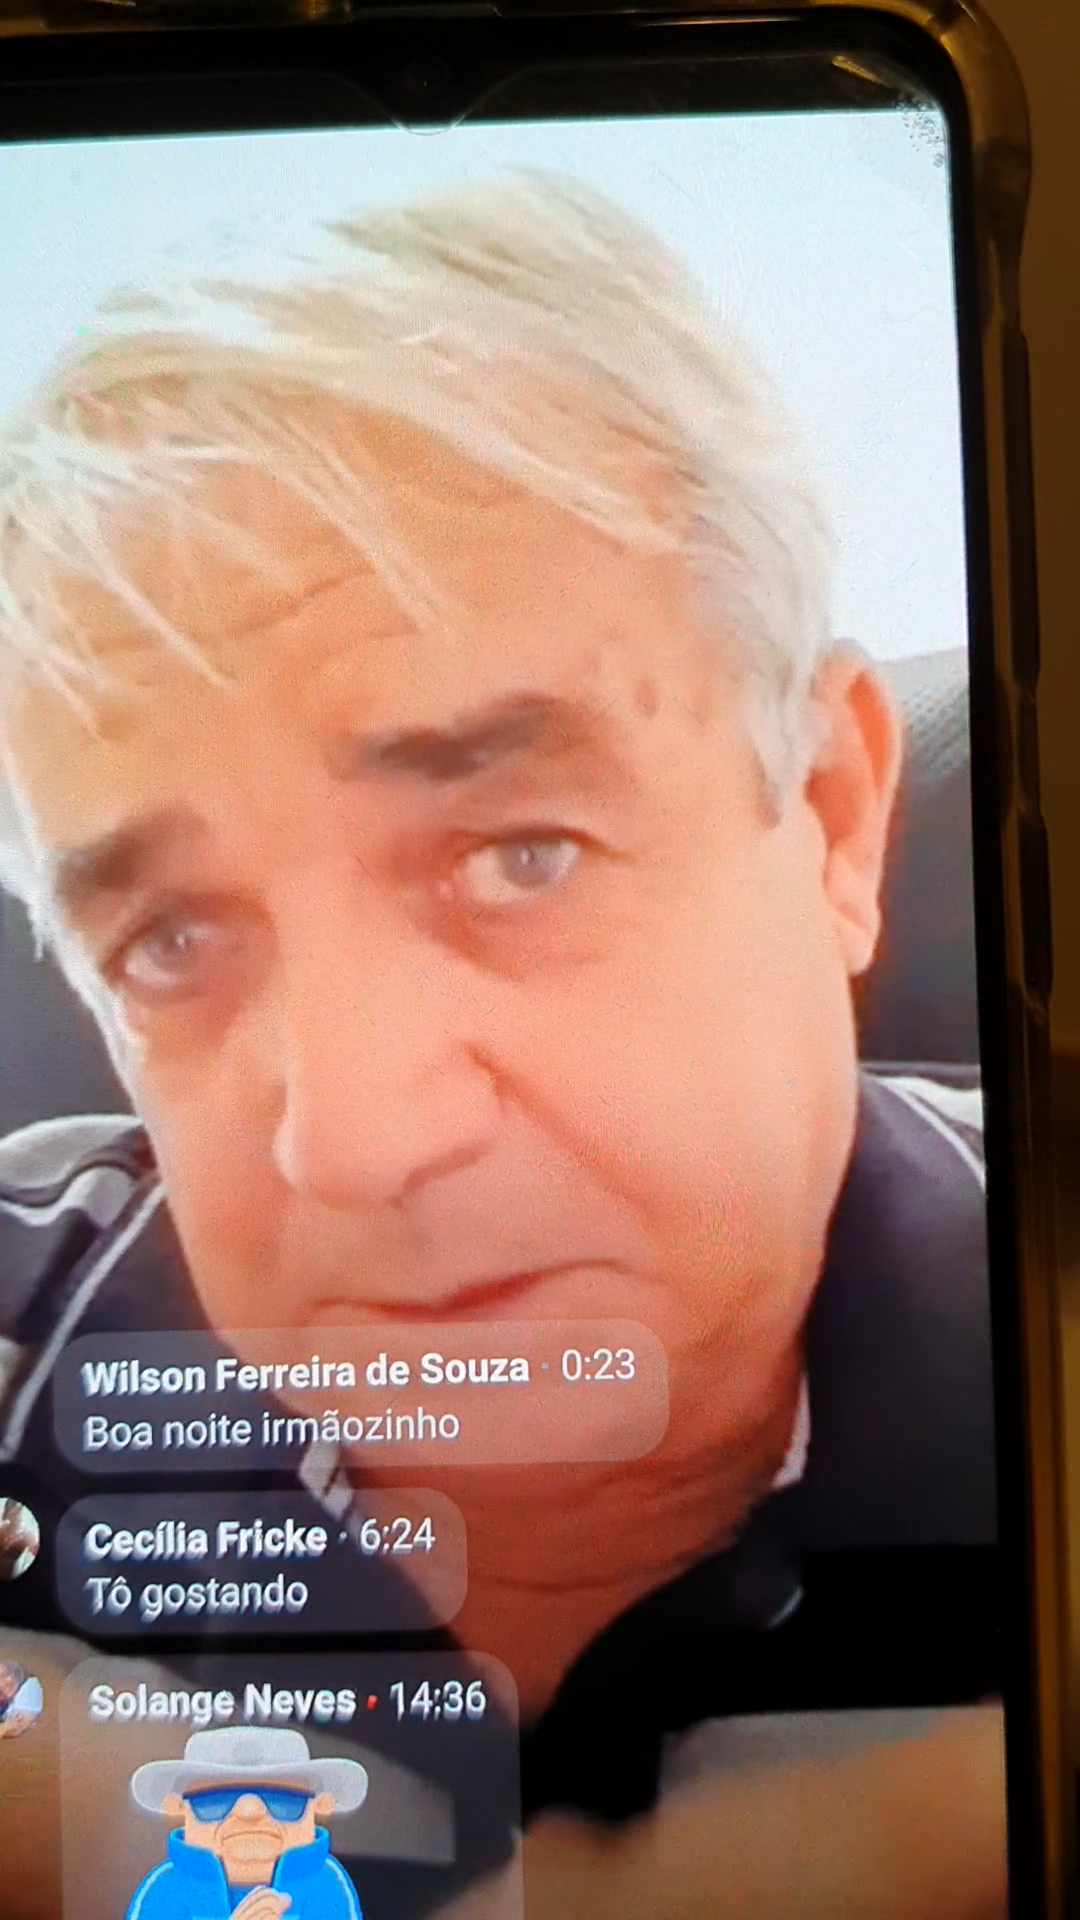 Wilson Ferreira de Souza · 0:23
Boa noite irmãozinho
Cecília Fricke · 6:24
Tô gostando
Solange Neves · 14:36